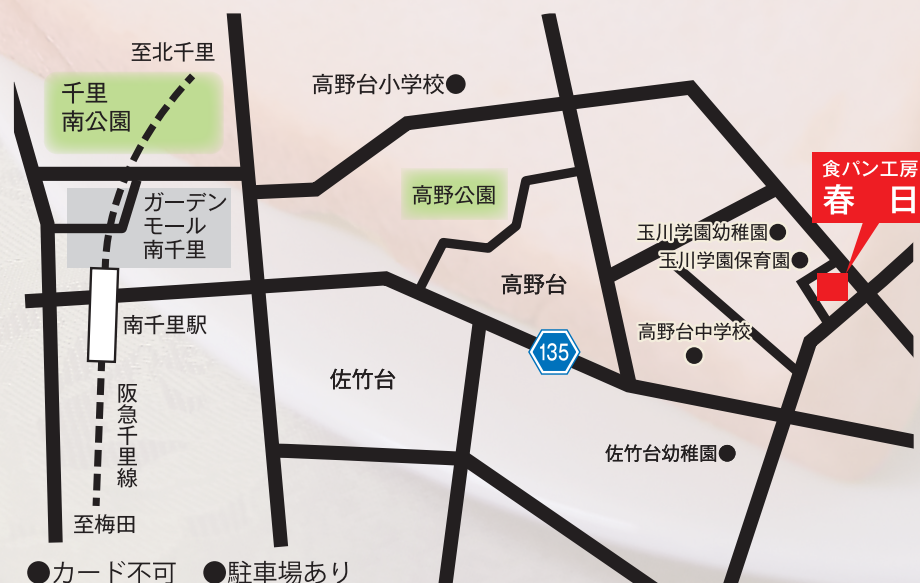 至北千里
千里
南公園
高野台小学校●
ガーデン
モール
南千里
高野公園
食パン工房
春 日
玉川学園幼稚園●
玉川学園保育園●
高野台
南千里駅
135
高野台中学校
●
佐竹台
阪急千里線
佐竹台幼稚園●
至梅田
●カード不可 ●駐車場あり